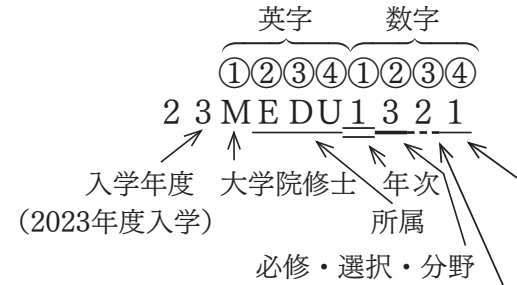 英字 数字
①②③④①②③④
23MEDU1321
入学年度 大学院修士 年次
(2023年度入学) 所属
必修・選択・分野